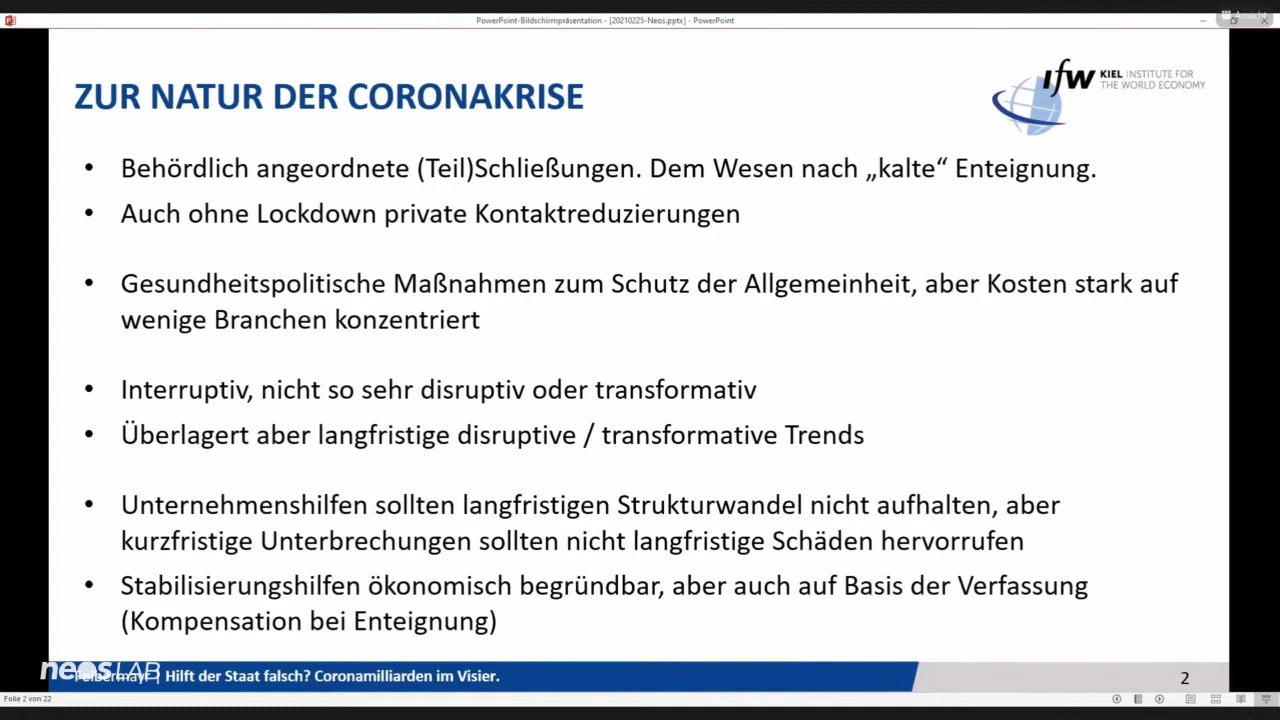 PowerPoint-Bildschirmpräsentation - [20210225-Neos.pptx] - PowerPoint
Ansicht
ZUR NATUR DER CORONAKRISE
ifw KIEL INSTITUTE FOR
THE WORLD ECONOMY
• Behördlich angeordnete (Teil)Schließungen. Dem Wesen nach „kalte“ Enteignung.
• Auch ohne Lockdown private Kontaktreduzierungen
• Gesundheitspolitische Maßnahmen zum Schutz der Allgemeinheit, aber Kosten stark auf
wenige Branchen konzentriert
• Interruptiv, nicht so sehr disruptiv oder transformativ
• Überlagert aber langfristige disruptive / transformative Trends
• Unternehmenshilfen sollten langfristigen Strukturwandel nicht aufhalten, aber
kurzfristige Unterbrechungen sollten nicht langfristige Schäden hervorrufen
• Stabilisierungshilfen ökonomisch begründbar, aber auch auf Basis der Verfassung
(Kompensation bei Enteignung)
neos LAB
Felbermayr | Hilft der Staat falsch? Coronamilliarden im Visier.
2
Folie 2 von 22